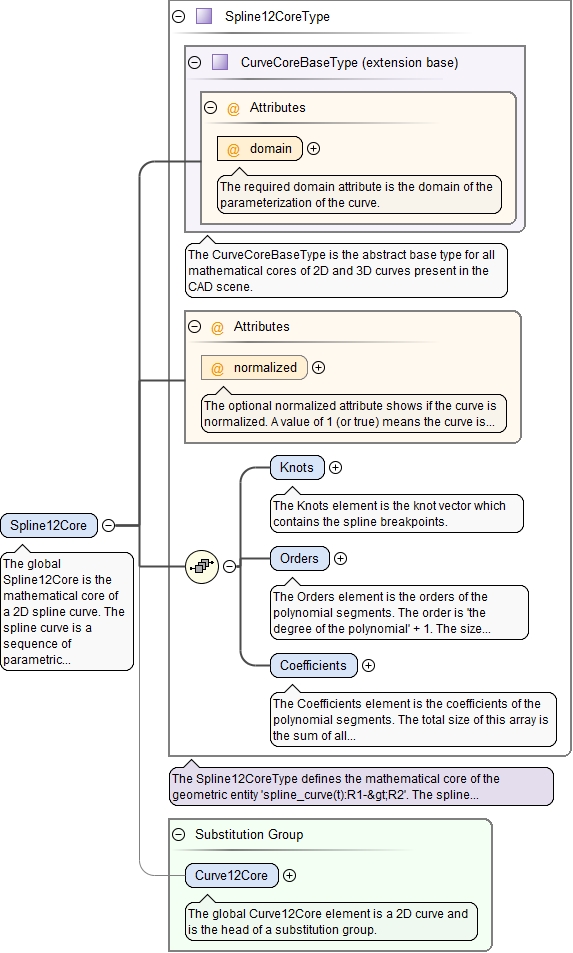 Spline12CoreType
CurveCoreBaseType (extension base)
@ Attributes
@ domain
The required domain attribute is the domain of the
parameterization of the curve.
The CurveCoreBaseType is the abstract base type for all
mathematical cores of 2D and 3D curves present in the
CAD scene.
@ Attributes
@ normalized
The optional normalized attribute shows if the curve is
normalized. A value of 1 (or true) means the curve is...
Knots
The Knots element is the knot vector which
contains the spline breakpoints.
Spline12Core
The global
Spline12Core is the
mathematical core of
a 2D spline curve. The
spline curve is a
sequence of
parametric...
Orders
The Orders element is the orders of the
polynomial segments. The order is 'the
degree of the polynomial' + 1. The size...
Coefficients
The Coefficients element is the coefficients of the
polynomial segments. The total size of this array is
the sum of all...
The Spline12CoreType defines the mathematical core of the
geometric entity 'spline_curve(t):R1-&gt;R2'. The spline...
Substitution Group
Curve12Core
The global Curve12Core element is a 2D curve and
is the head of a substitution group.